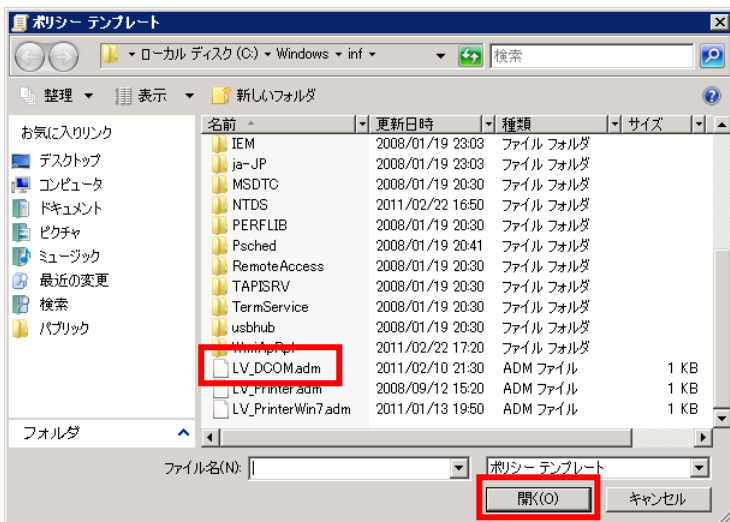 ポリシー テンプレート
ローカル ディスク (C:) ▾ Windows ▾ inf ▾
検索
整理 ▼ 表示 ▼ 新しいフォルダ
お気に入りリンク
デスクトップ
コンピュータ
ドキュメント
ピクチャ
ミュージック
最近の変更
検索
パブリック
フォルダ
名前 更新日時 種類 サイズ
IEM 2008/01/19 23:03 ファイル フォルダ
ja-JP 2008/01/19 23:03 ファイル フォルダ
MSDTC 2008/01/19 20:30 ファイル フォルダ
NTDS 2011/02/22 16:50 ファイル フォルダ
PERFLIB 2008/01/19 20:30 ファイル フォルダ
Psched 2008/01/19 20:41 ファイル フォルダ
RemoteAccess 2008/01/19 20:30 ファイル フォルダ
TAPISRV 2008/01/19 20:30 ファイル フォルダ
TermService 2008/01/19 20:30 ファイル フォルダ
usbhub 2008/01/19 20:30 ファイル フォルダ
WmiApRpl 2011/02/22 17:20 ファイル フォルダ
LV_DCOM.adm 2011/02/10 21:30 ADM ファイル 1 KB
LV_Printer.adm 2008/09/12 15:20 ADM ファイル 1 KB
LV_PrinterWin7.adm 2011/01/13 19:50 ADM ファイル 1 KB
ファイル名(N):
ポリシー テンプレート
開く(O) キャンセル